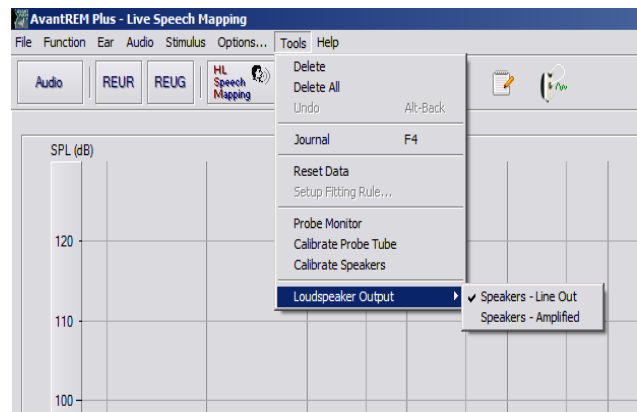 AvantREM Plus - Live Speech Mapping
File Function Ear Audio Stimulus Options... Tools Help
Audio REUR REUG HL Speech Mapping
Delete
Delete All
Undo Alt-Back
Journal F4
Reset Data
Setup Fitting Rule...
Probe Monitor
Calibrate Probe Tube
Calibrate Speakers
Loudspeaker Output
Speakers - Line Out
Speakers - Amplified
SPL (dB)
120
110
100